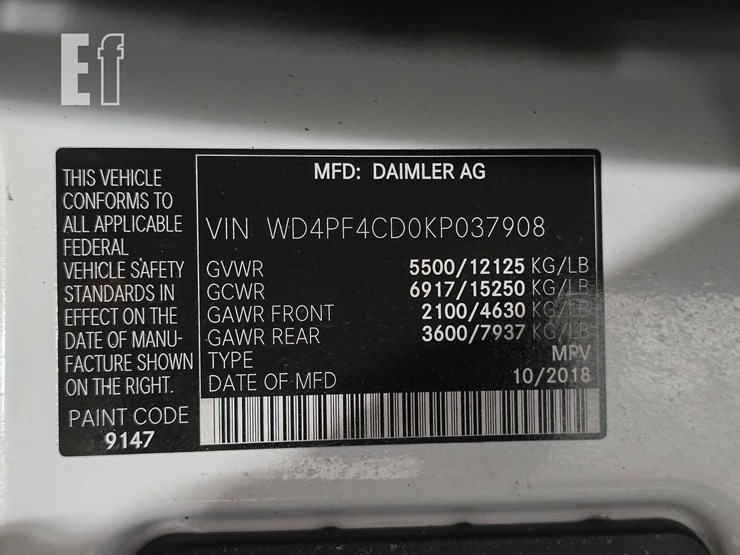 Ef
THIS VEHICLE
CONFORMS TO
ALL APPLICABLE
FEDERAL
VEHICLE SAFETY
STANDARDS IN
EFFECT ON THE
DATE OF MANU-
FACTURE SHOWN
ON THE RIGHT.
PAINT CODE
9147
MFD: DAIMLER AG
VIN WD4PF4CD0KP037908
GVWR 5500/12125 KG/LB
GCWR 6917/15250 KG/LB
GAWR FRONT 2100/4630 KG/LB
GAWR REAR 3600/7937 KG/LB
TYPE MPV
DATE OF MFD 10/2018